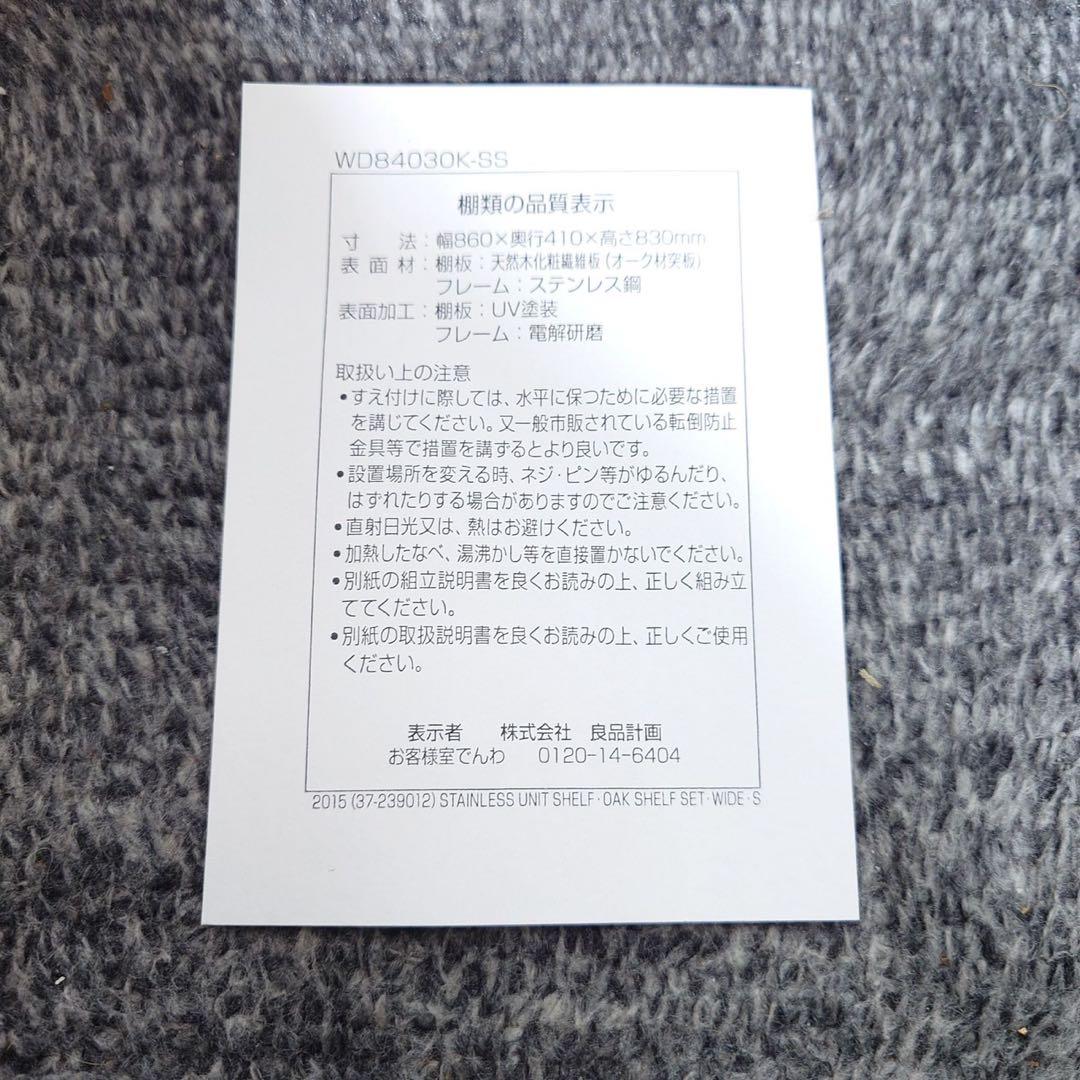 WD84030K-SS
棚類の品質表示
寸　法：幅860×奥行410×高さ830mm
表面材：棚板：天然木化粧繊維板(オーク材突板)
フレーム：ステンレス鋼
表面加工：棚板：UV塗装
フレーム：電解研磨
取扱い上の注意
•すえ付けに際しては、水平に保つために必要な措置
を講じてください。又一般市販されている転倒防止
金具等で措置を講ずるとより良いです。
•設置場所を変える時、ネジ・ピン等がゆるんだり、
はずれたりする場合がありますのでご注意ください。
•直射日光又は、熱はお避けください。
•加熱したなべ、湯沸かし等を直接置かないでください。
•別紙の組立説明書を良くお読みの上、正しく組み立
ててください。
•別紙の取扱説明書を良くお読みの上、正しくご使用
ください。
表示者　株式会社　良品計画
お客様室でんわ　0120-14-6404
2015 (37-239012) STAINLESS UNIT SHELF・OAK SHELF SET・WIDE・S